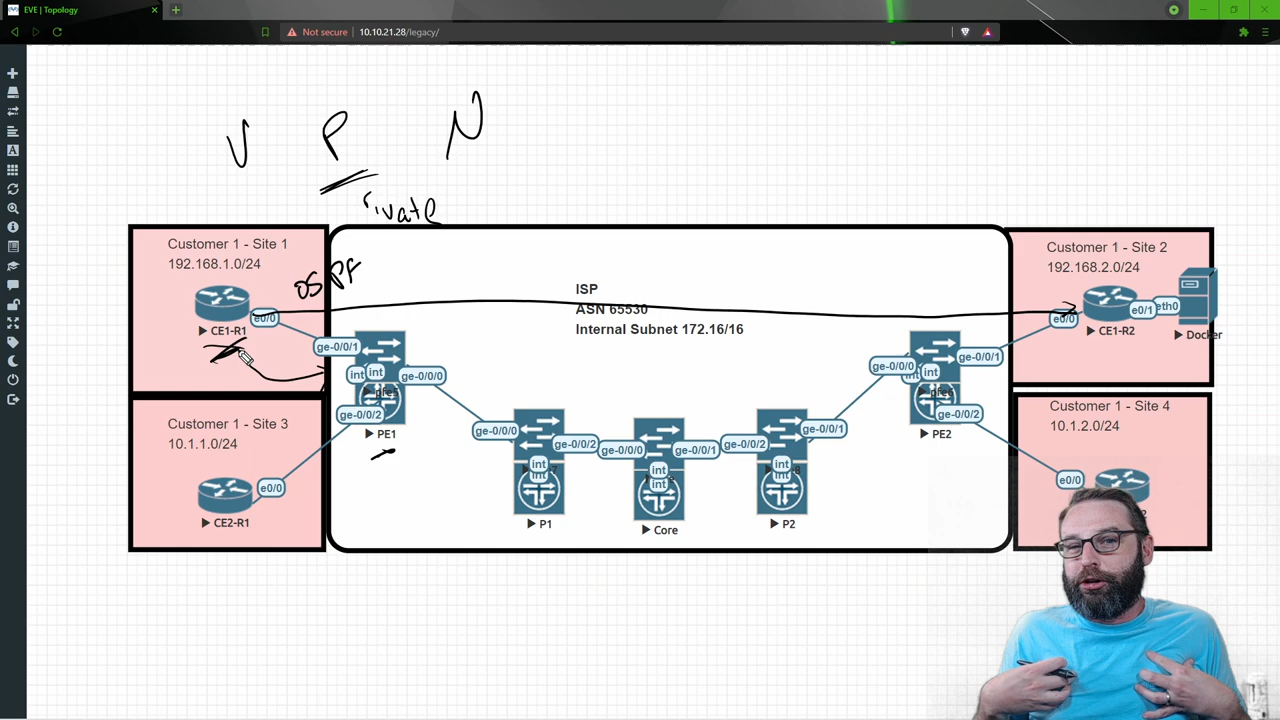 EVE | Topology
Not secure 10.10.21.28/legacy/
V P N
rivate
Customer 1 - Site 1
192.168.1.0/24
CE1-R1
e0/0
OSPF
ISP
ASN 65530
Internal Subnet 172.16/16
Customer 1 - Site 2
192.168.2.0/24
e0/0
CE1-R2
e0/1
eth0
Docker
ge-0/0/1
int
int
ge-0/0/0
ge-0/0/2
PE1
ge-0/0/0
int
ge-0/0/1
ge-0/0/2
PE2
Customer 1 - Site 3
10.1.1.0/24
e0/0
CE2-R1
ge-0/0/0
ge-0/0/2
int
int
P1
ge-0/0/0
ge-0/0/1
int
int
Core
ge-0/0/2
ge-0/0/1
int
int
P2
Customer 1 - Site 4
10.1.2.0/24
e0/0